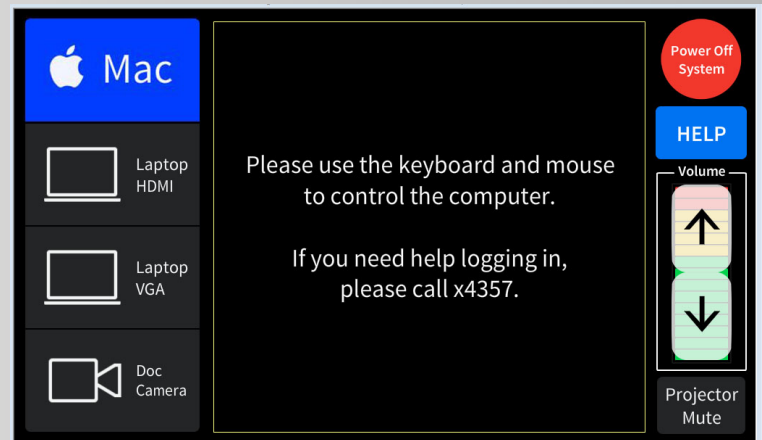 Mac
Laptop
HDMI
Laptop
VGA
Doc
Camera
Please use the keyboard and mouse
to control the computer.
If you need help logging in,
please call x4357.
Power Off
System
HELP
Volume
Projector
Mute